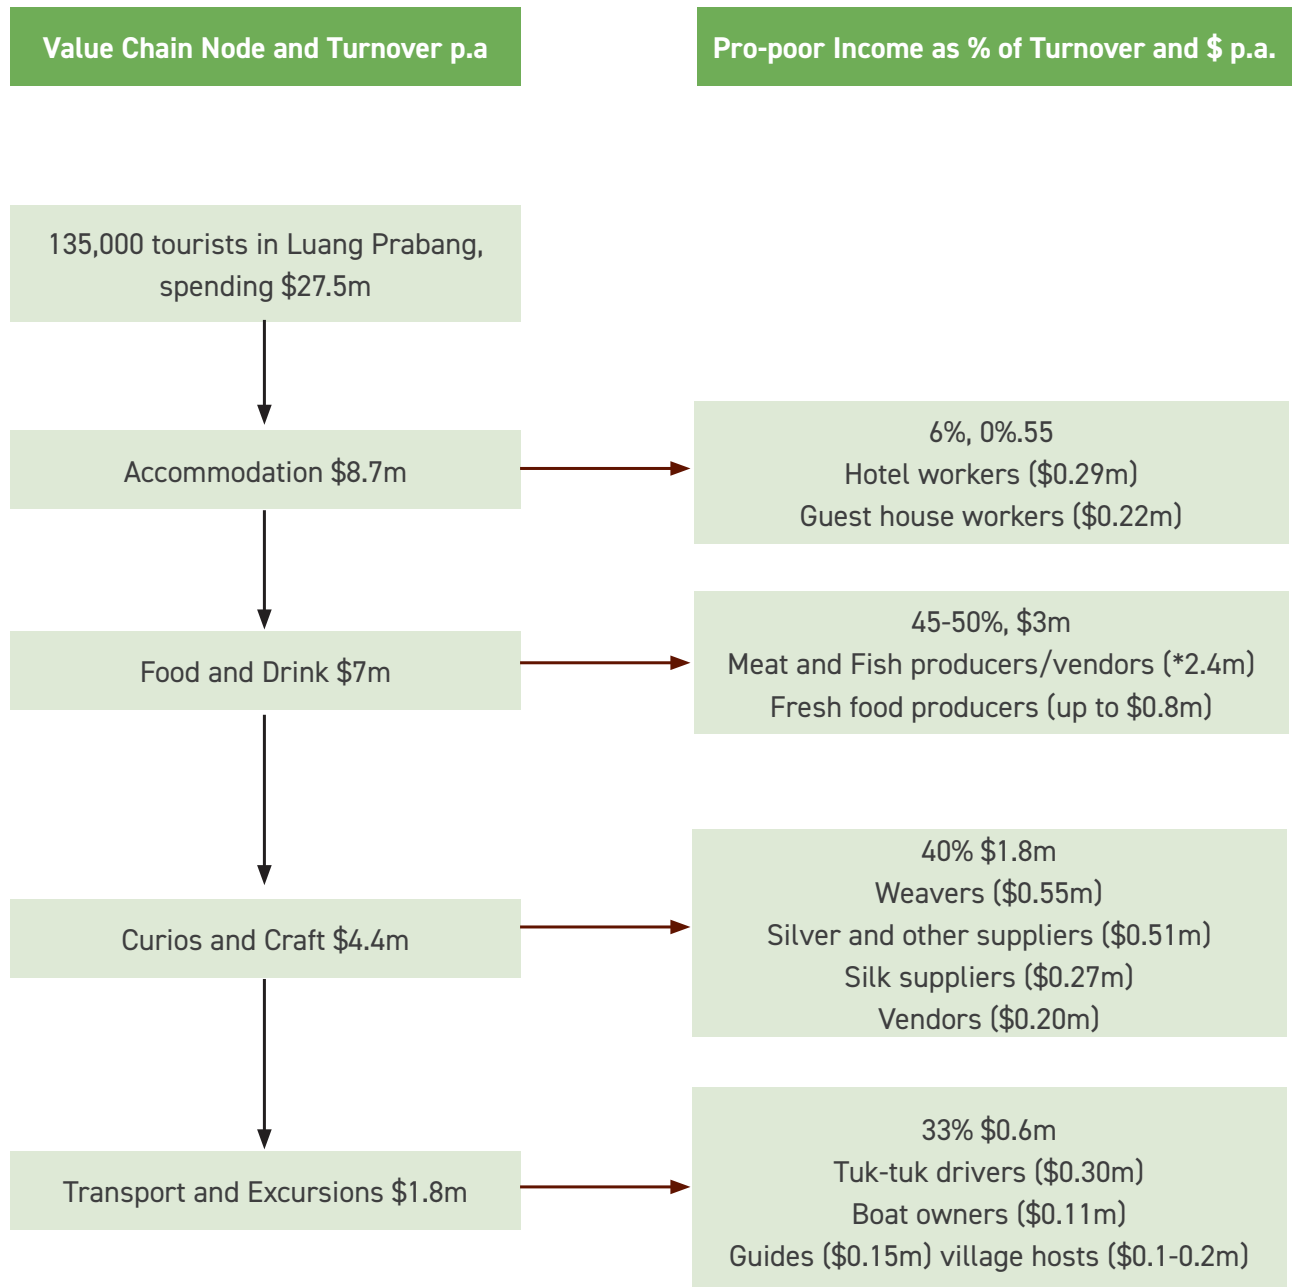 Value Chain Node and Turnover p.a
Pro-poor Income as % of Turnover and $ p.a.
135,000 tourists in Luang Prabang,
spending $27.5m
Accommodation $8.7m
6%, 0%.55
Hotel workers ($0.29m)
Guest house workers ($0.22m)
Food and Drink $7m
45-50%, $3m
Meat and Fish producers/vendors (*2.4m)
Fresh food producers (up to $0.8m)
Curios and Craft $4.4m
40% $1.8m
Weavers ($0.55m)
Silver and other suppliers ($0.51m)
Silk suppliers ($0.27m)
Vendors ($0.20m)
Transport and Excursions $1.8m
33% $0.6m
Tuk-tuk drivers ($0.30m)
Boat owners ($0.11m)
Guides ($0.15m) village hosts ($0.1-0.2m)